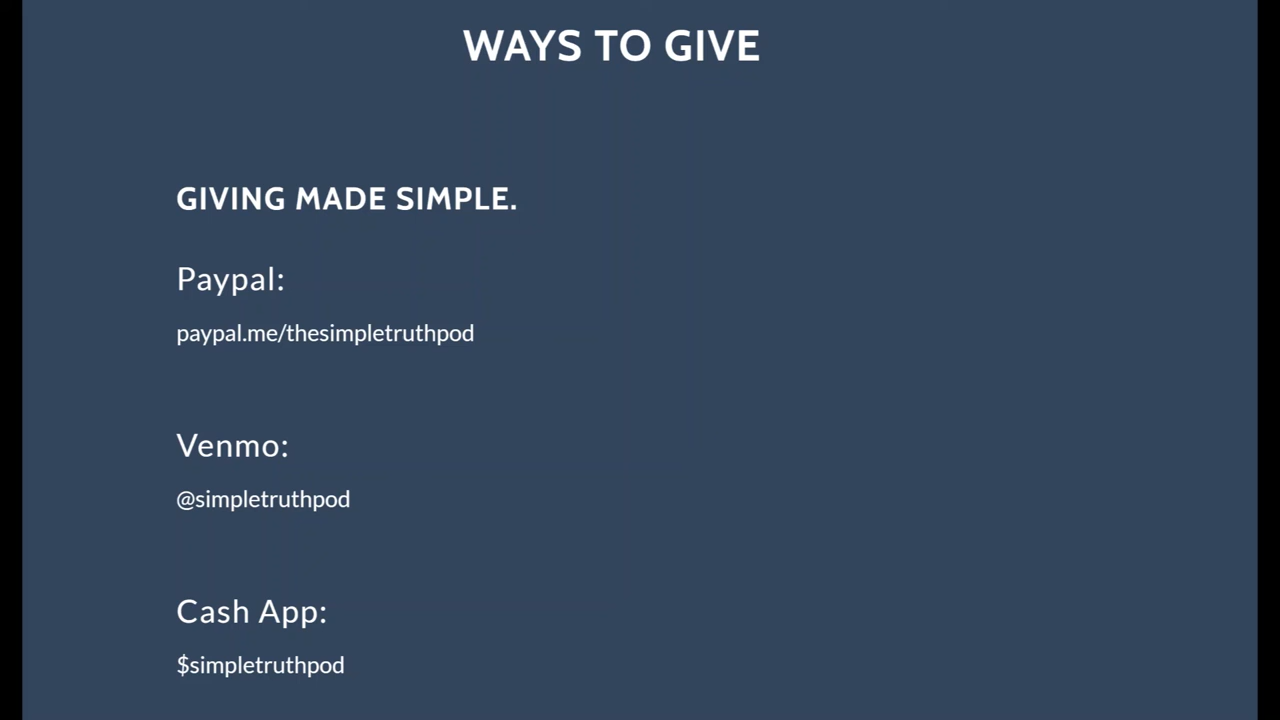 WAYS TO GIVE
GIVING MADE SIMPLE.
Paypal:
paypal.me/thesimpletruthpod
Venmo:
@simpletruthpod
Cash App:
$simpletruthpod